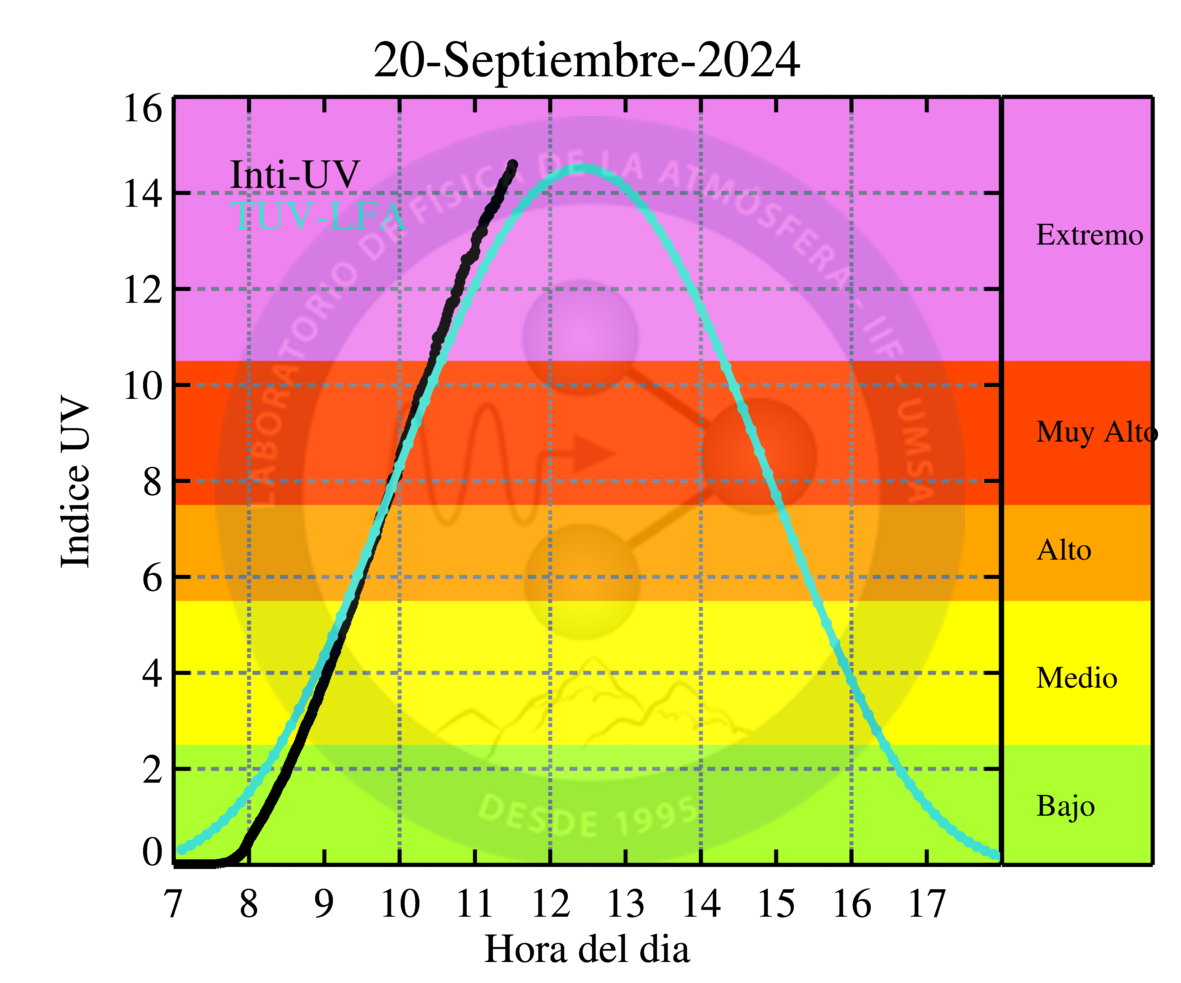 20-Septiembre-2024
Inti-UV
TUV-LFA
LABORATORIO DE FÍSICA DE LA ATMÓSFERA - IIF - UMSA
DESDE 1995
Indice UV
16
14
12
10
8
6
4
2
0
Extremo
Muy Alto
Alto
Medio
Bajo
7 8 9 10 11 12 13 14 15 16 17
Hora del dia